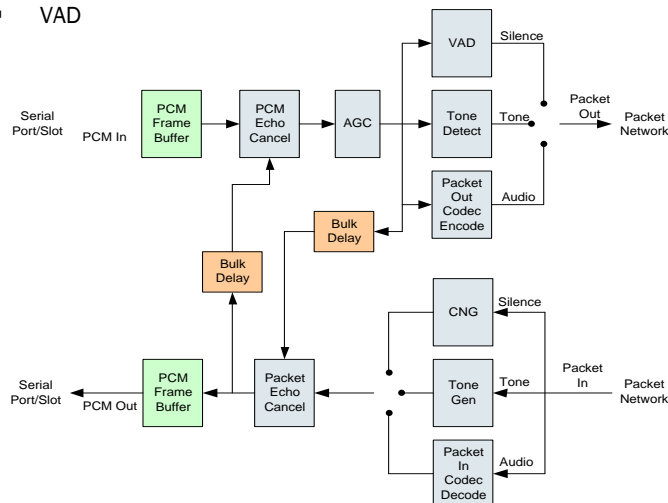 VAD
VAD
Silence
Serial
Port/Slot
PCM In
PCM
Frame
Buffer
PCM
Echo
Cancel
AGC
Tone
Detect
Tone
Packet
Out
Packet
Network
Packet
Out
Codec
Encode
Audio
Bulk
Delay
Bulk
Delay
CNG
Silence
Serial
Port/Slot
PCM Out
PCM
Frame
Buffer
Packet
Echo
Cancel
Tone
Gen
Tone
Packet
In
Packet
Network
Packet
In
Codec
Decode
Audio